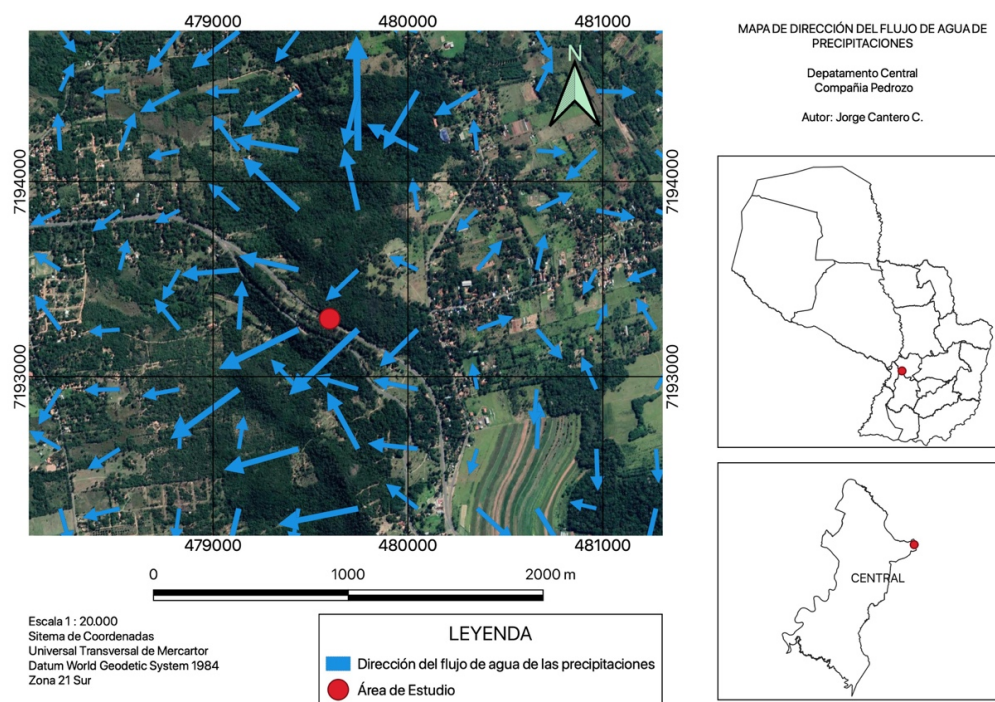 479000
480000
481000
7194000
7193000
N
7194000
7193000
479000
480000
481000
0
1000
2000 m
Escala 1 : 20.000
Sitema de Coordenadas
Universal Transversal de Mercartor
Datum World Geodetic System 1984
Zona 21 Sur
LEYENDA
Dirección del flujo de agua de las precipitaciones
Área de Estudio
MAPA DE DIRECCIÓN DEL FLUJO DE AGUA DE
PRECIPITACIONES
Depatamento Central
Compañia Pedrozo
Autor: Jorge Cantero C.
CENTRAL